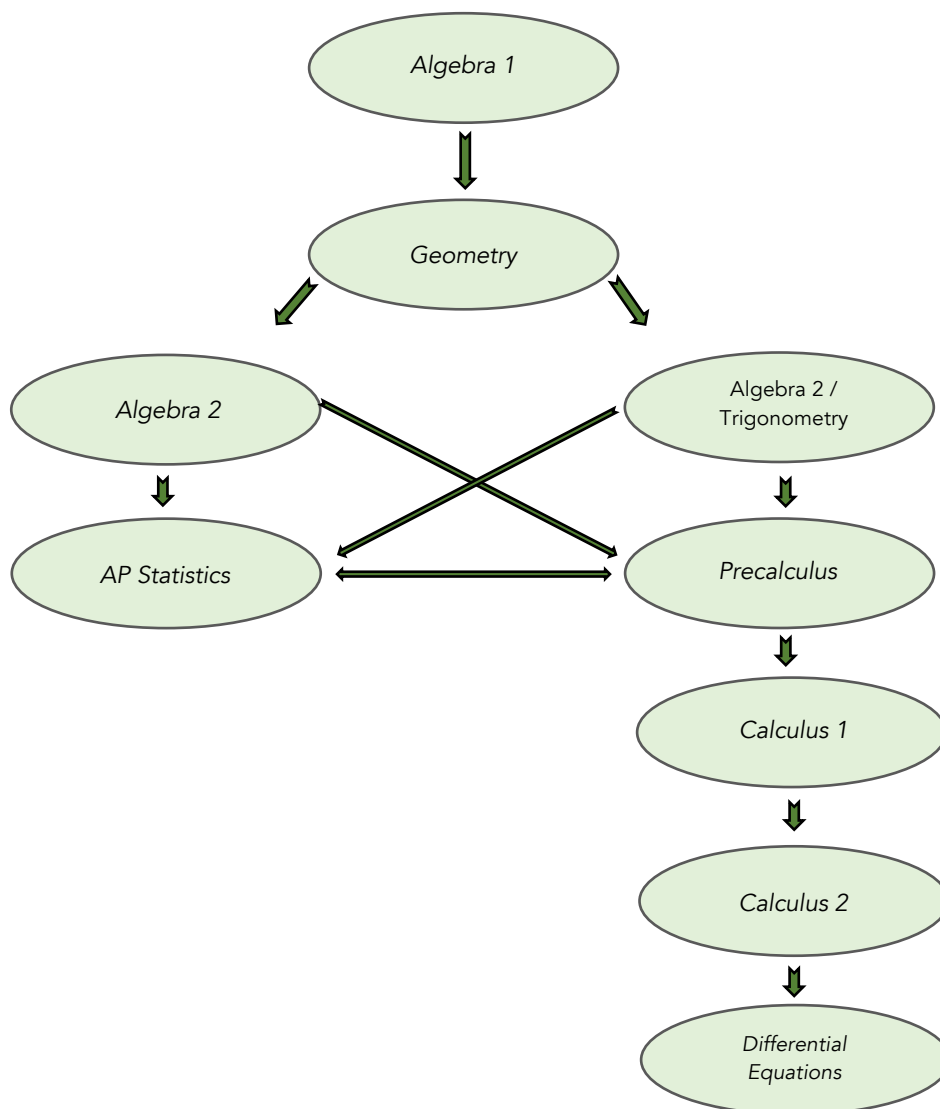 Algebra 1
Geometry
Algebra 2
Algebra 2 /
Trigonometry
AP Statistics
Precalculus
Calculus 1
Calculus 2
Differential
Equations